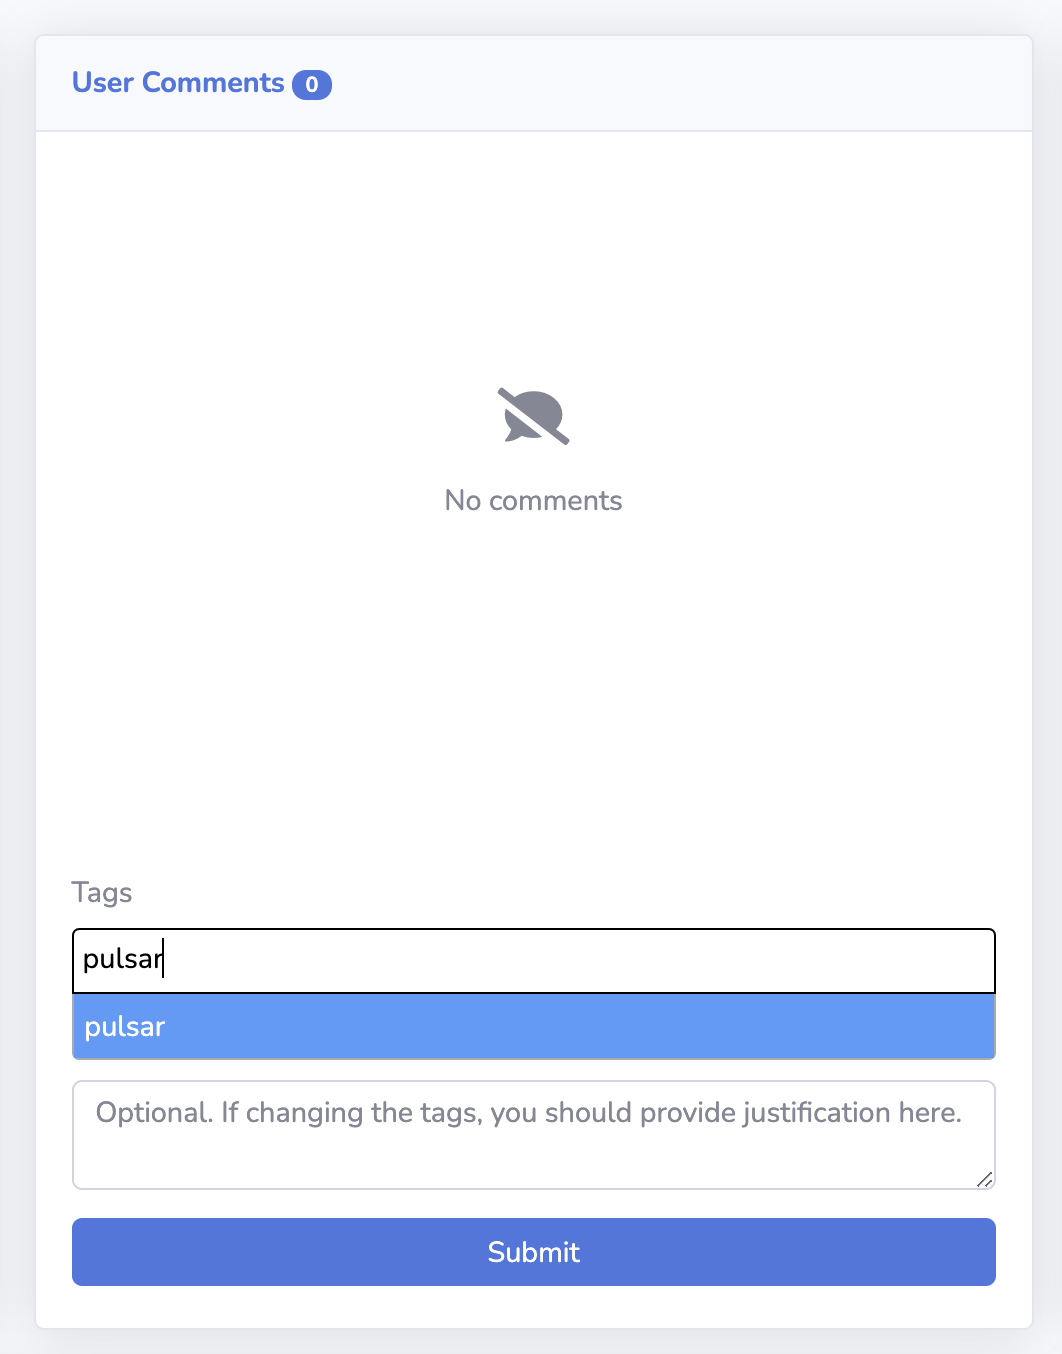 User Comments 0
No comments
Tags
pulsar
pulsar
Optional. If changing the tags, you should provide justification here.
Submit